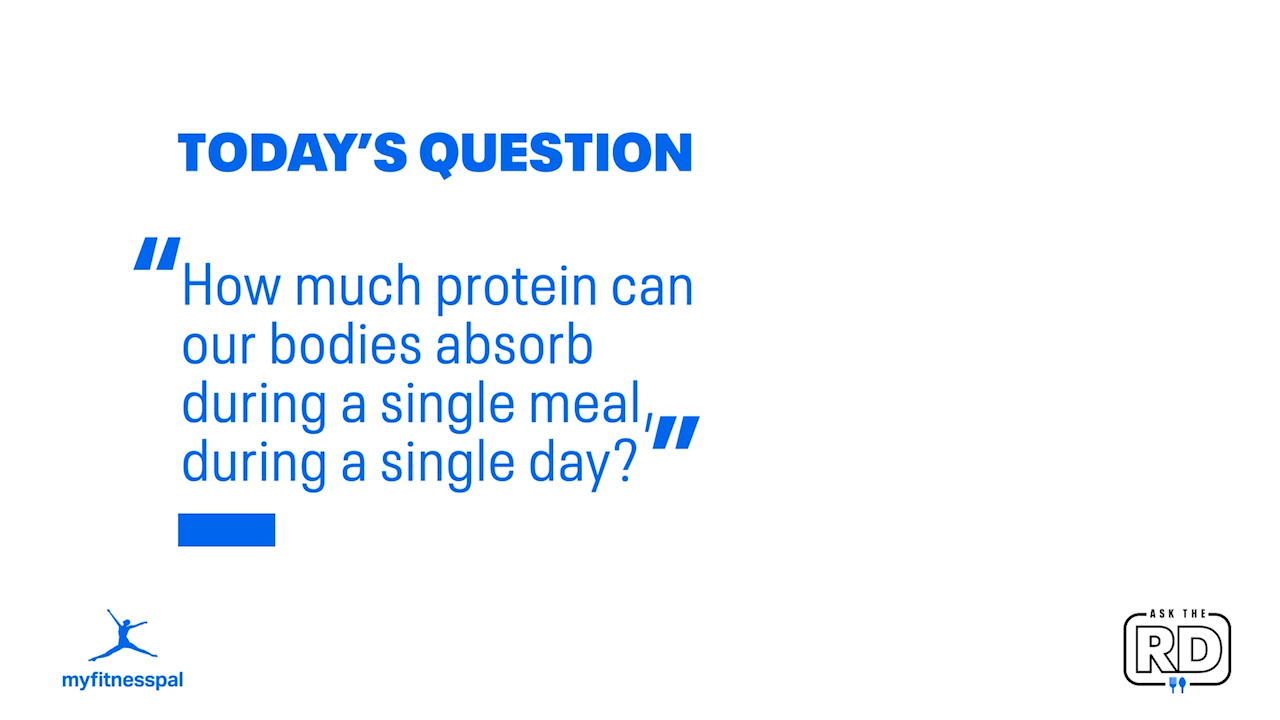 TODAY’S QUESTION
“How much protein can
our bodies absorb
during a single meal,
during a single day?”
myfitnesspal
ASK THE
RD